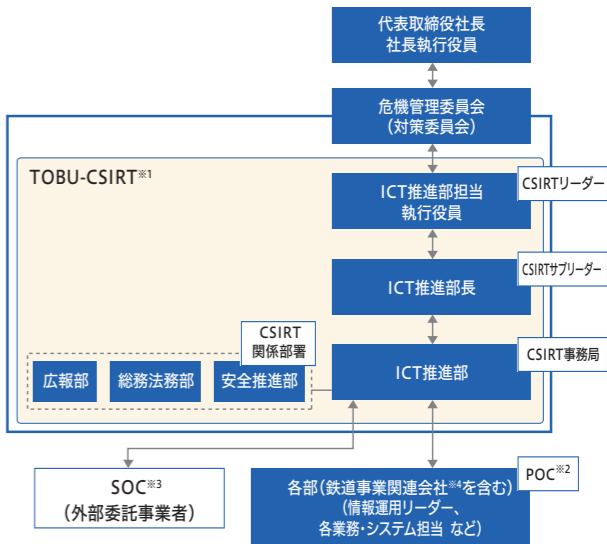 代表取締役社長
社長執行役員
危機管理委員会
（対策委員会）
TOBU-CSIRT※1
CSIRTリーダー
ICT推進部担当
執行役員
CSIRTサブリーダー
ICT推進部長
CSIRT
関係部署
CSIRT事務局
広報部
総務法務部
安全推進部
ICT推進部
SOC※3
（外部委託事業者）
POC※2
各部（鉄道事業関連会社※4を含む）
（情報運用リーダー、
各業務・システム担当 など）